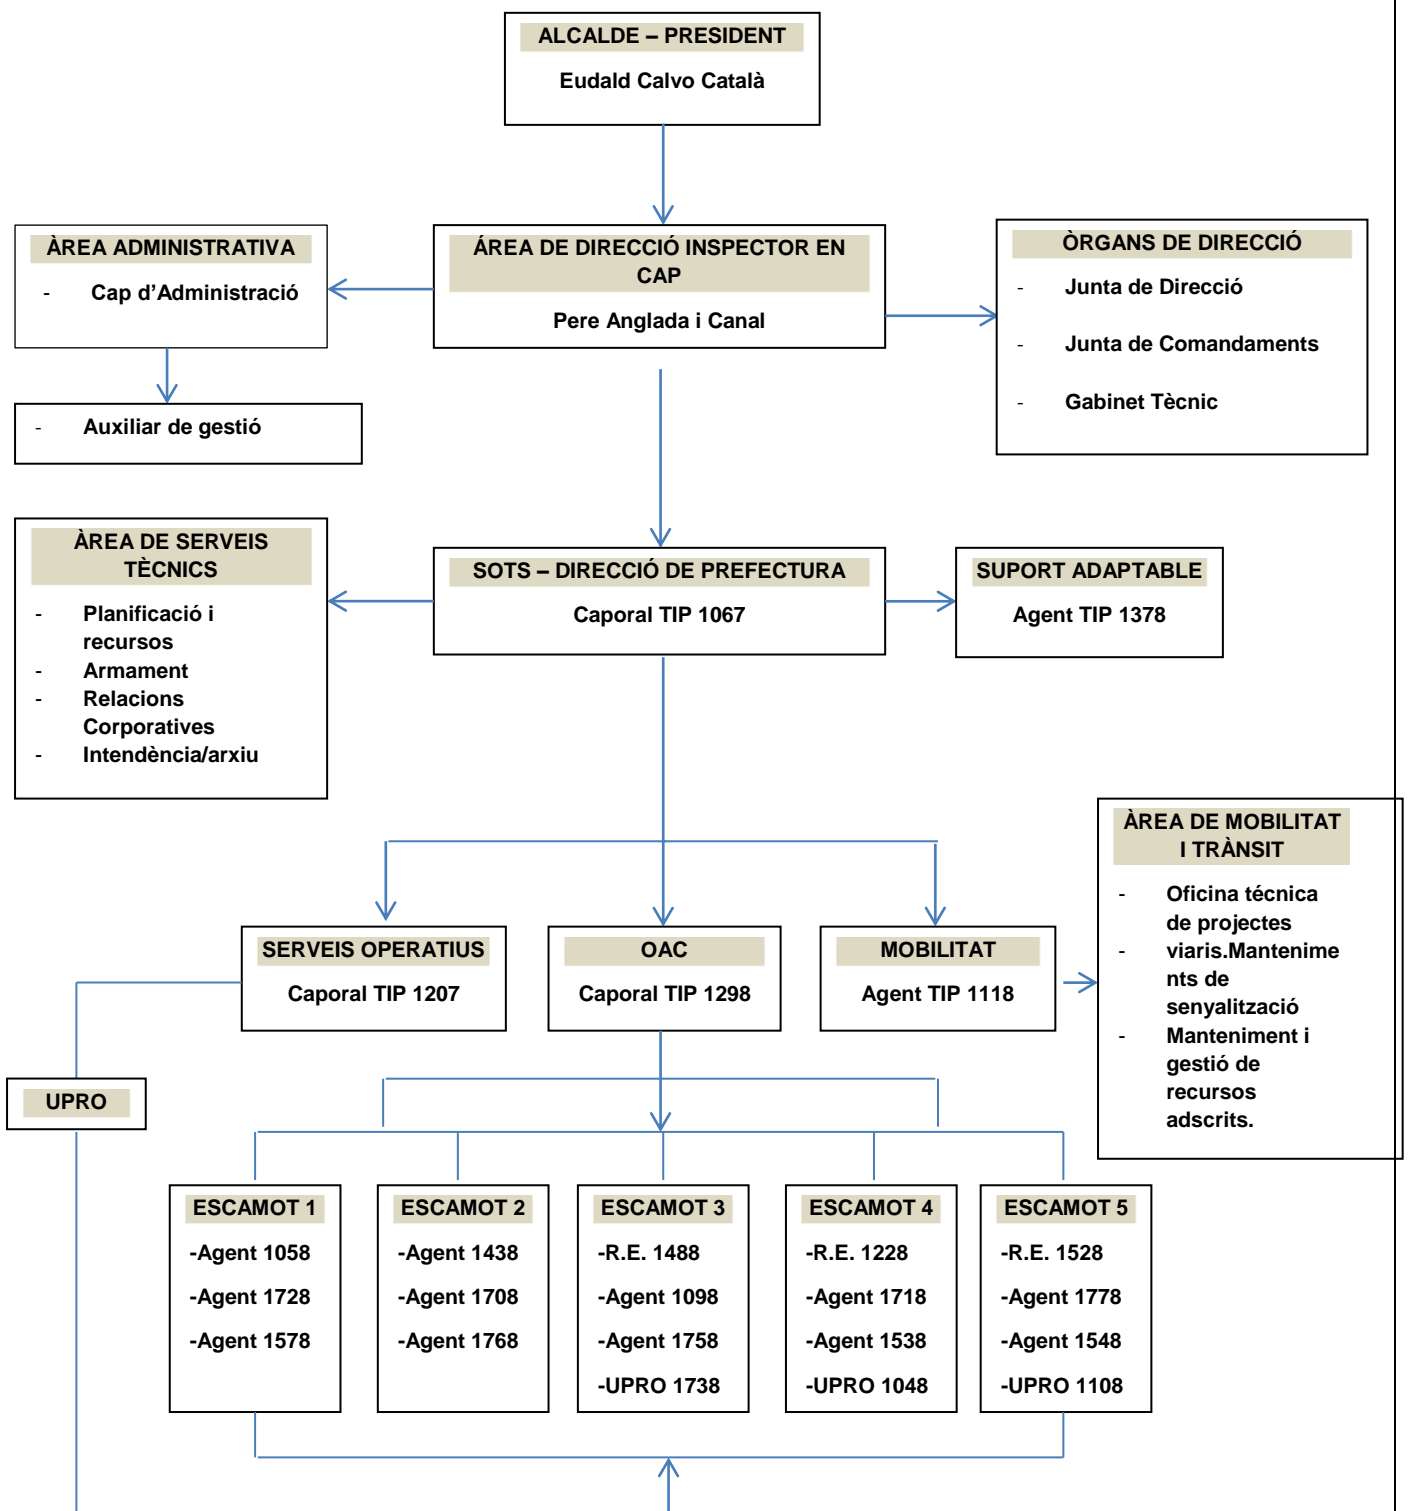 ALCALDE – PRESIDENT
Eudald Calvo Català
ÀREA ADMINISTRATIVA
- Cap d’Administració
ÁREA DE DIRECCIÓ INSPECTOR EN
CAP
Pere Anglada i Canal
ÒRGANS DE DIRECCIÓ
- Junta de Direcció
- Junta de Comandaments
- Gabinet Tècnic
- Auxiliar de gestió
ÀREA DE SERVEIS
TÈCNICS
- Planificació i
recursos
- Armament
- Relacions
Corporatives
- Intendència/arxiu
SOTS – DIRECCIÓ DE PREFECTURA
Caporal TIP 1067
SUPORT ADAPTABLE
Agent TIP 1378
ÀREA DE MOBILITAT
I TRÀNSIT
- Oficina técnica
de projectes
- viaris.Mantenime
nts de
senyalització
- Manteniment i
gestió de
recursos
adscrits.
SERVEIS OPERATIUS
Caporal TIP 1207
OAC
Caporal TIP 1298
MOBILITAT
Agent TIP 1118
UPRO
ESCAMOT 1
-Agent 1058
-Agent 1728
-Agent 1578
ESCAMOT 2
-Agent 1438
-Agent 1708
-Agent 1768
ESCAMOT 3
-R.E. 1488
-Agent 1098
-Agent 1758
-UPRO 1738
ESCAMOT 4
-R.E. 1228
-Agent 1718
-Agent 1538
-UPRO 1048
ESCAMOT 5
-R.E. 1528
-Agent 1778
-Agent 1548
-UPRO 1108